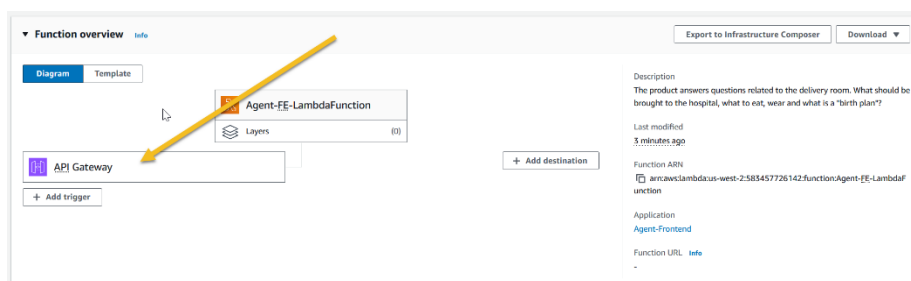 Function overview Info
Export to Infrastructure Composer
Download
Diagram
Template
Agent-FE-LambdaFunction
Layers
(0)
API Gateway
+ Add trigger
+ Add destination
Description
The product answers questions related to the delivery room. What should be
brought to the hospital, what to eat, wear and what is a "birth plan"?
Last modified
3 minutes ago
Function ARN
arn:aws:lambda:us-west-2:583457726142:function:Agent-FE-LambdaF
unction
Application
Agent-Frontend
Function URL Info
-